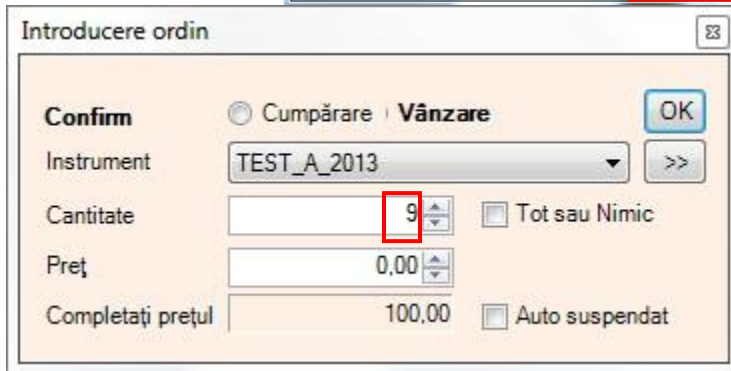 Introducere ordin
Confirm Cumpărare Vânzare OK
Instrument TEST_A_2013 >>
Cantitate 9 Tot sau Nimic
Preţ 0,00
Completaţi preţul 100,00 Auto suspendat